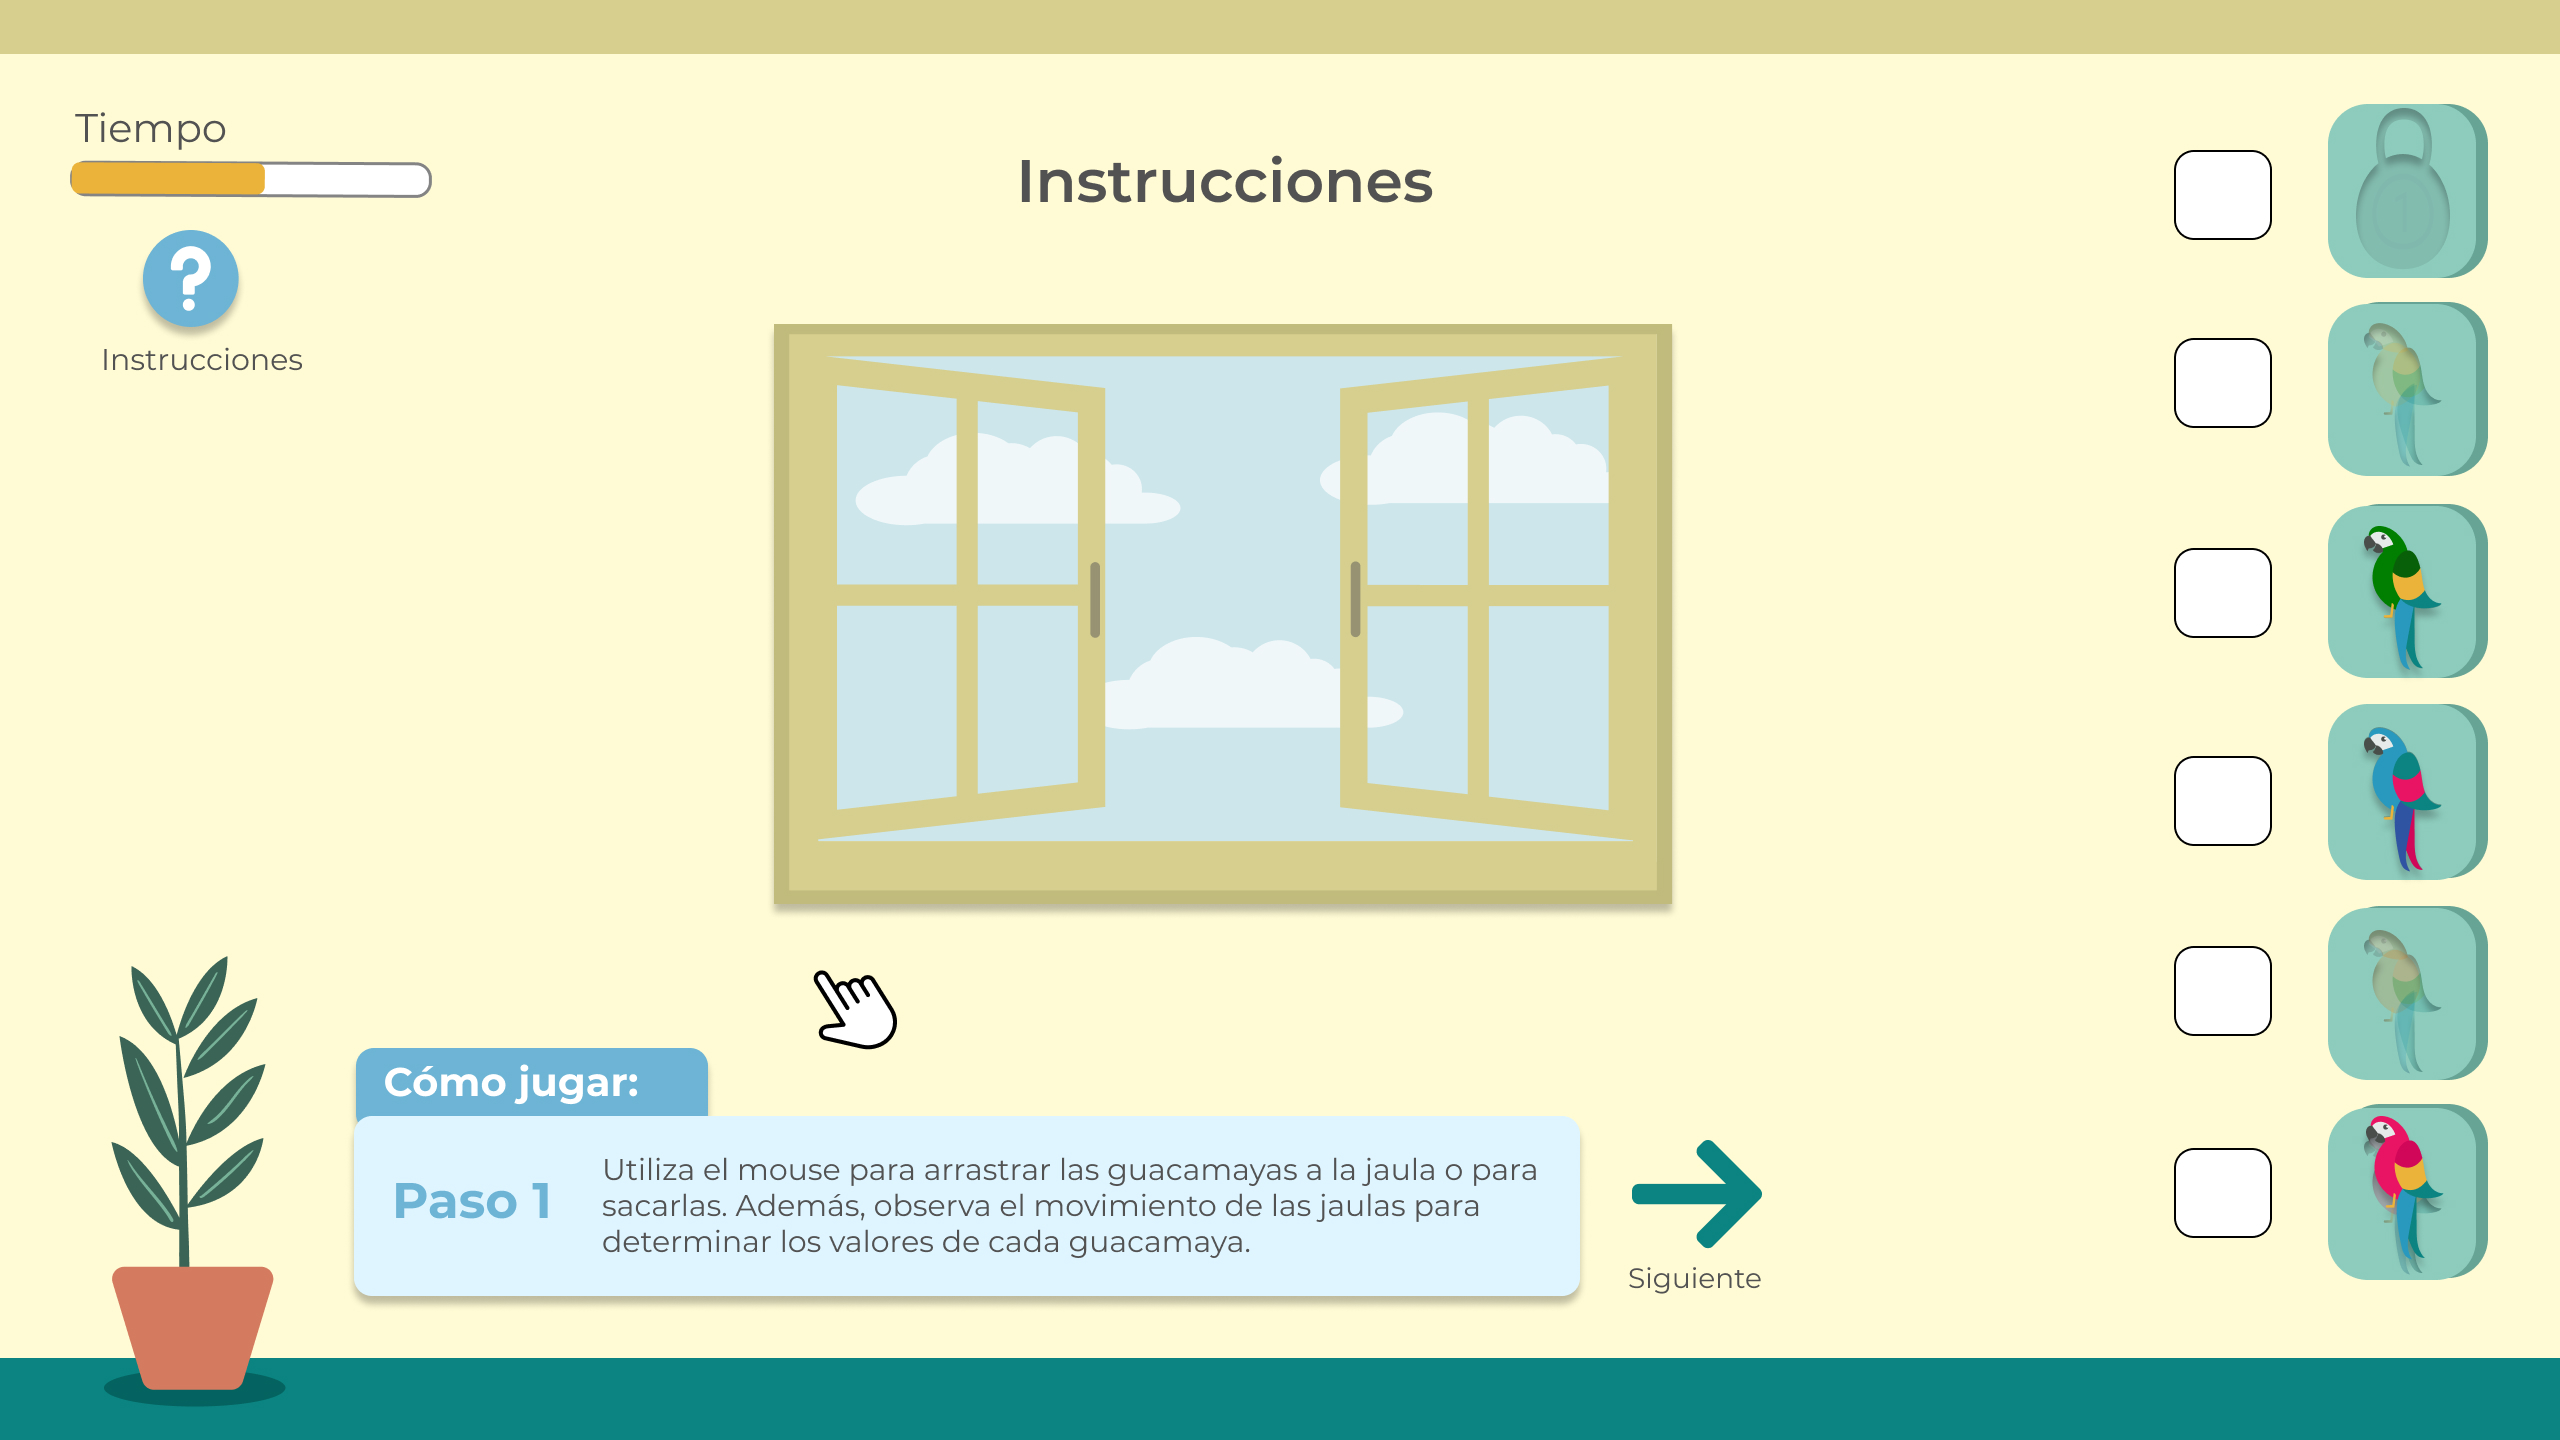 Tiempo
Instrucciones
Instrucciones
Cómo jugar:
Paso 1
Utiliza el mouse para arrastrar las guacamayas a la jaula o para
sacarlas. Además, observa el movimiento de las jaulas para
determinar los valores de cada guacamaya.
Siguiente
1